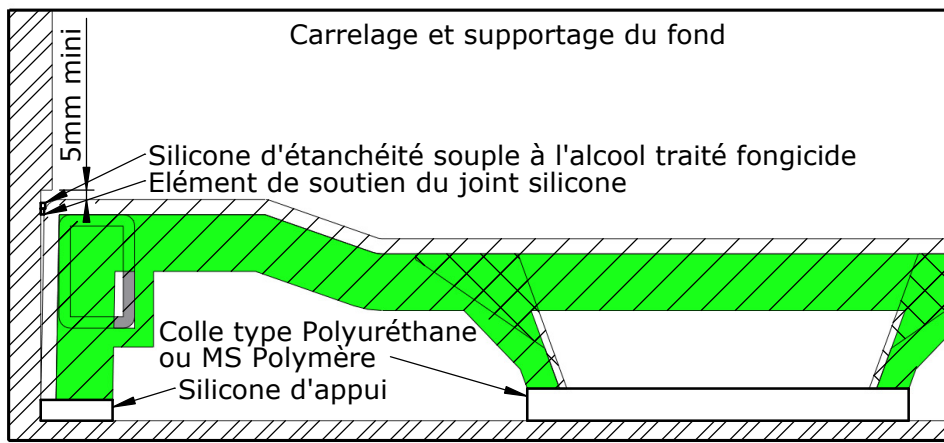 Carrelage et supportage du fond
5mm mini
Silicone d'étanchéité souple à l'alcool traité fongicide
Elément de soutien du joint silicone
Colle type Polyuréthane
ou MS Polymère
Silicone d'appui